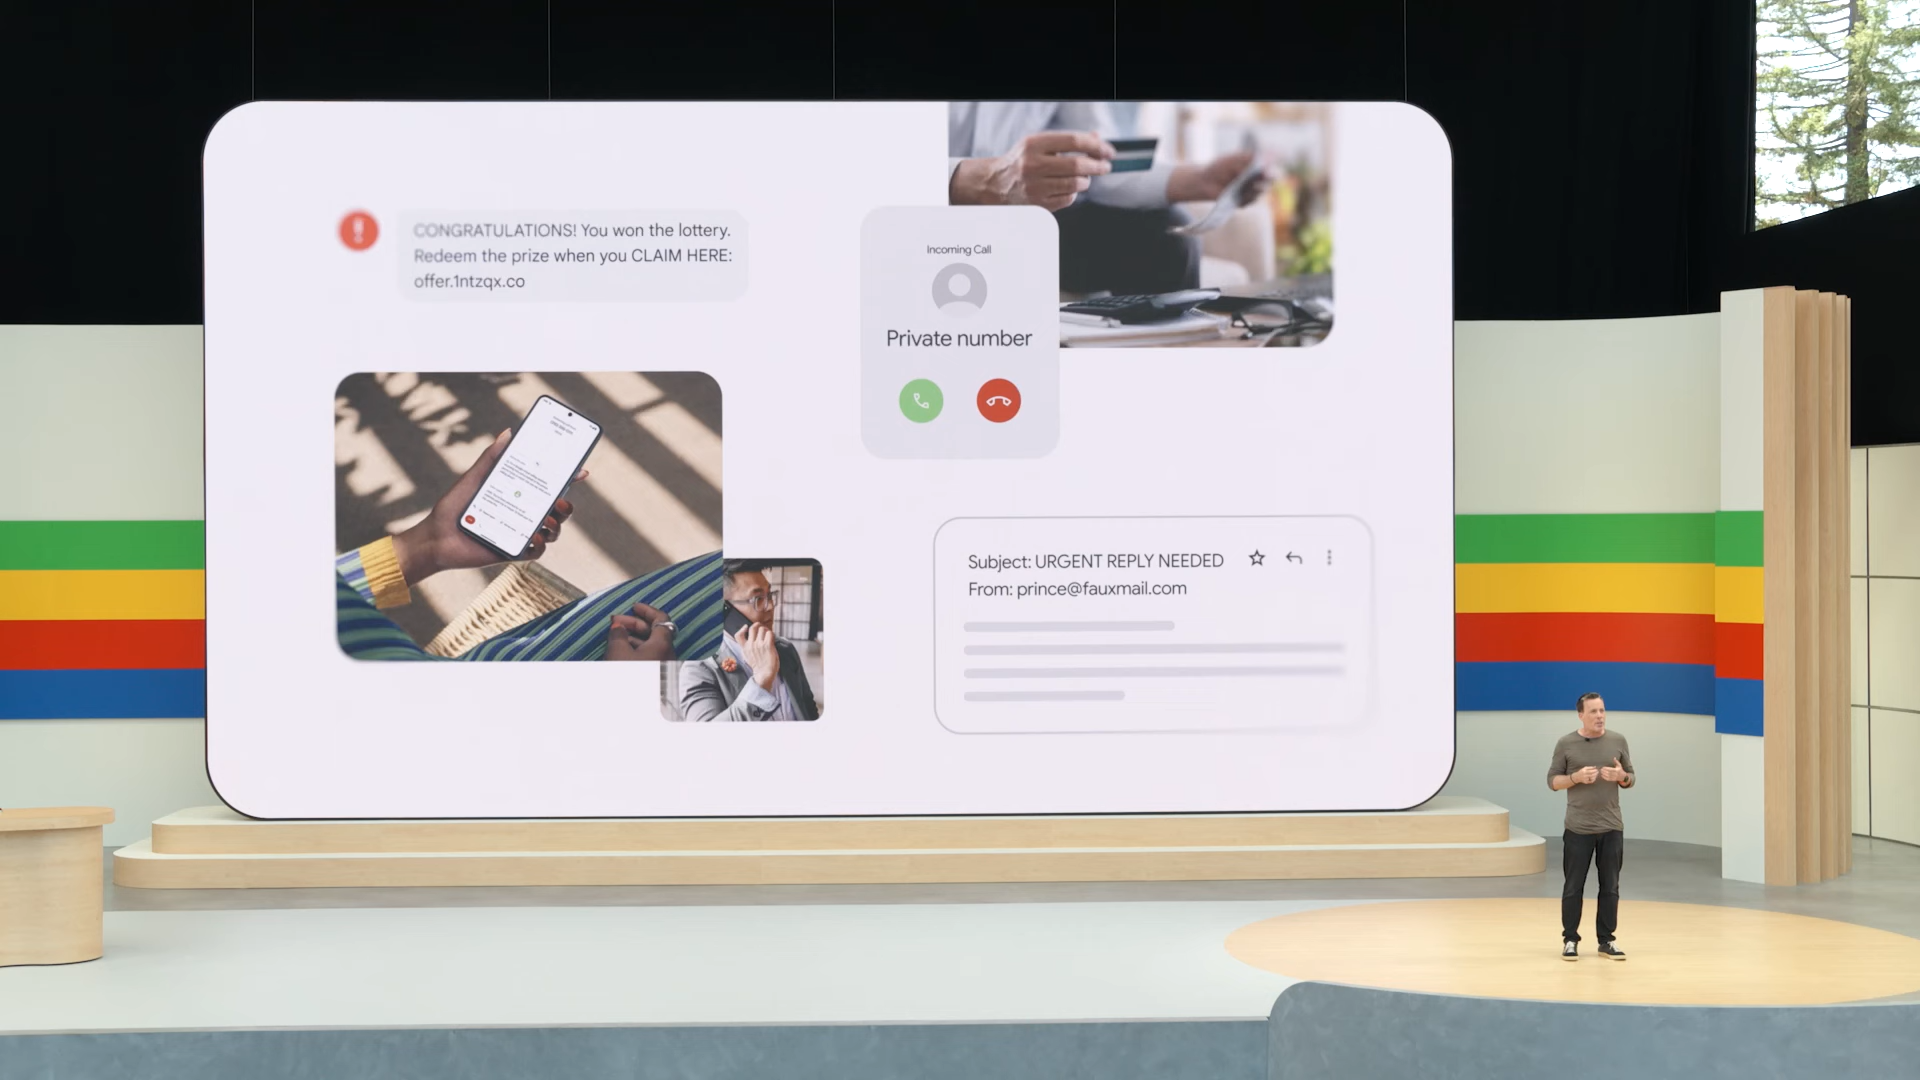 CONGRATULATIONS! You won the lottery.
Redeem the prize when you CLAIM HERE:
offer.1ntzqx.co
Incoming Call
Private number
Subject: URGENT REPLY NEEDED
From: prince@fauxmail.com